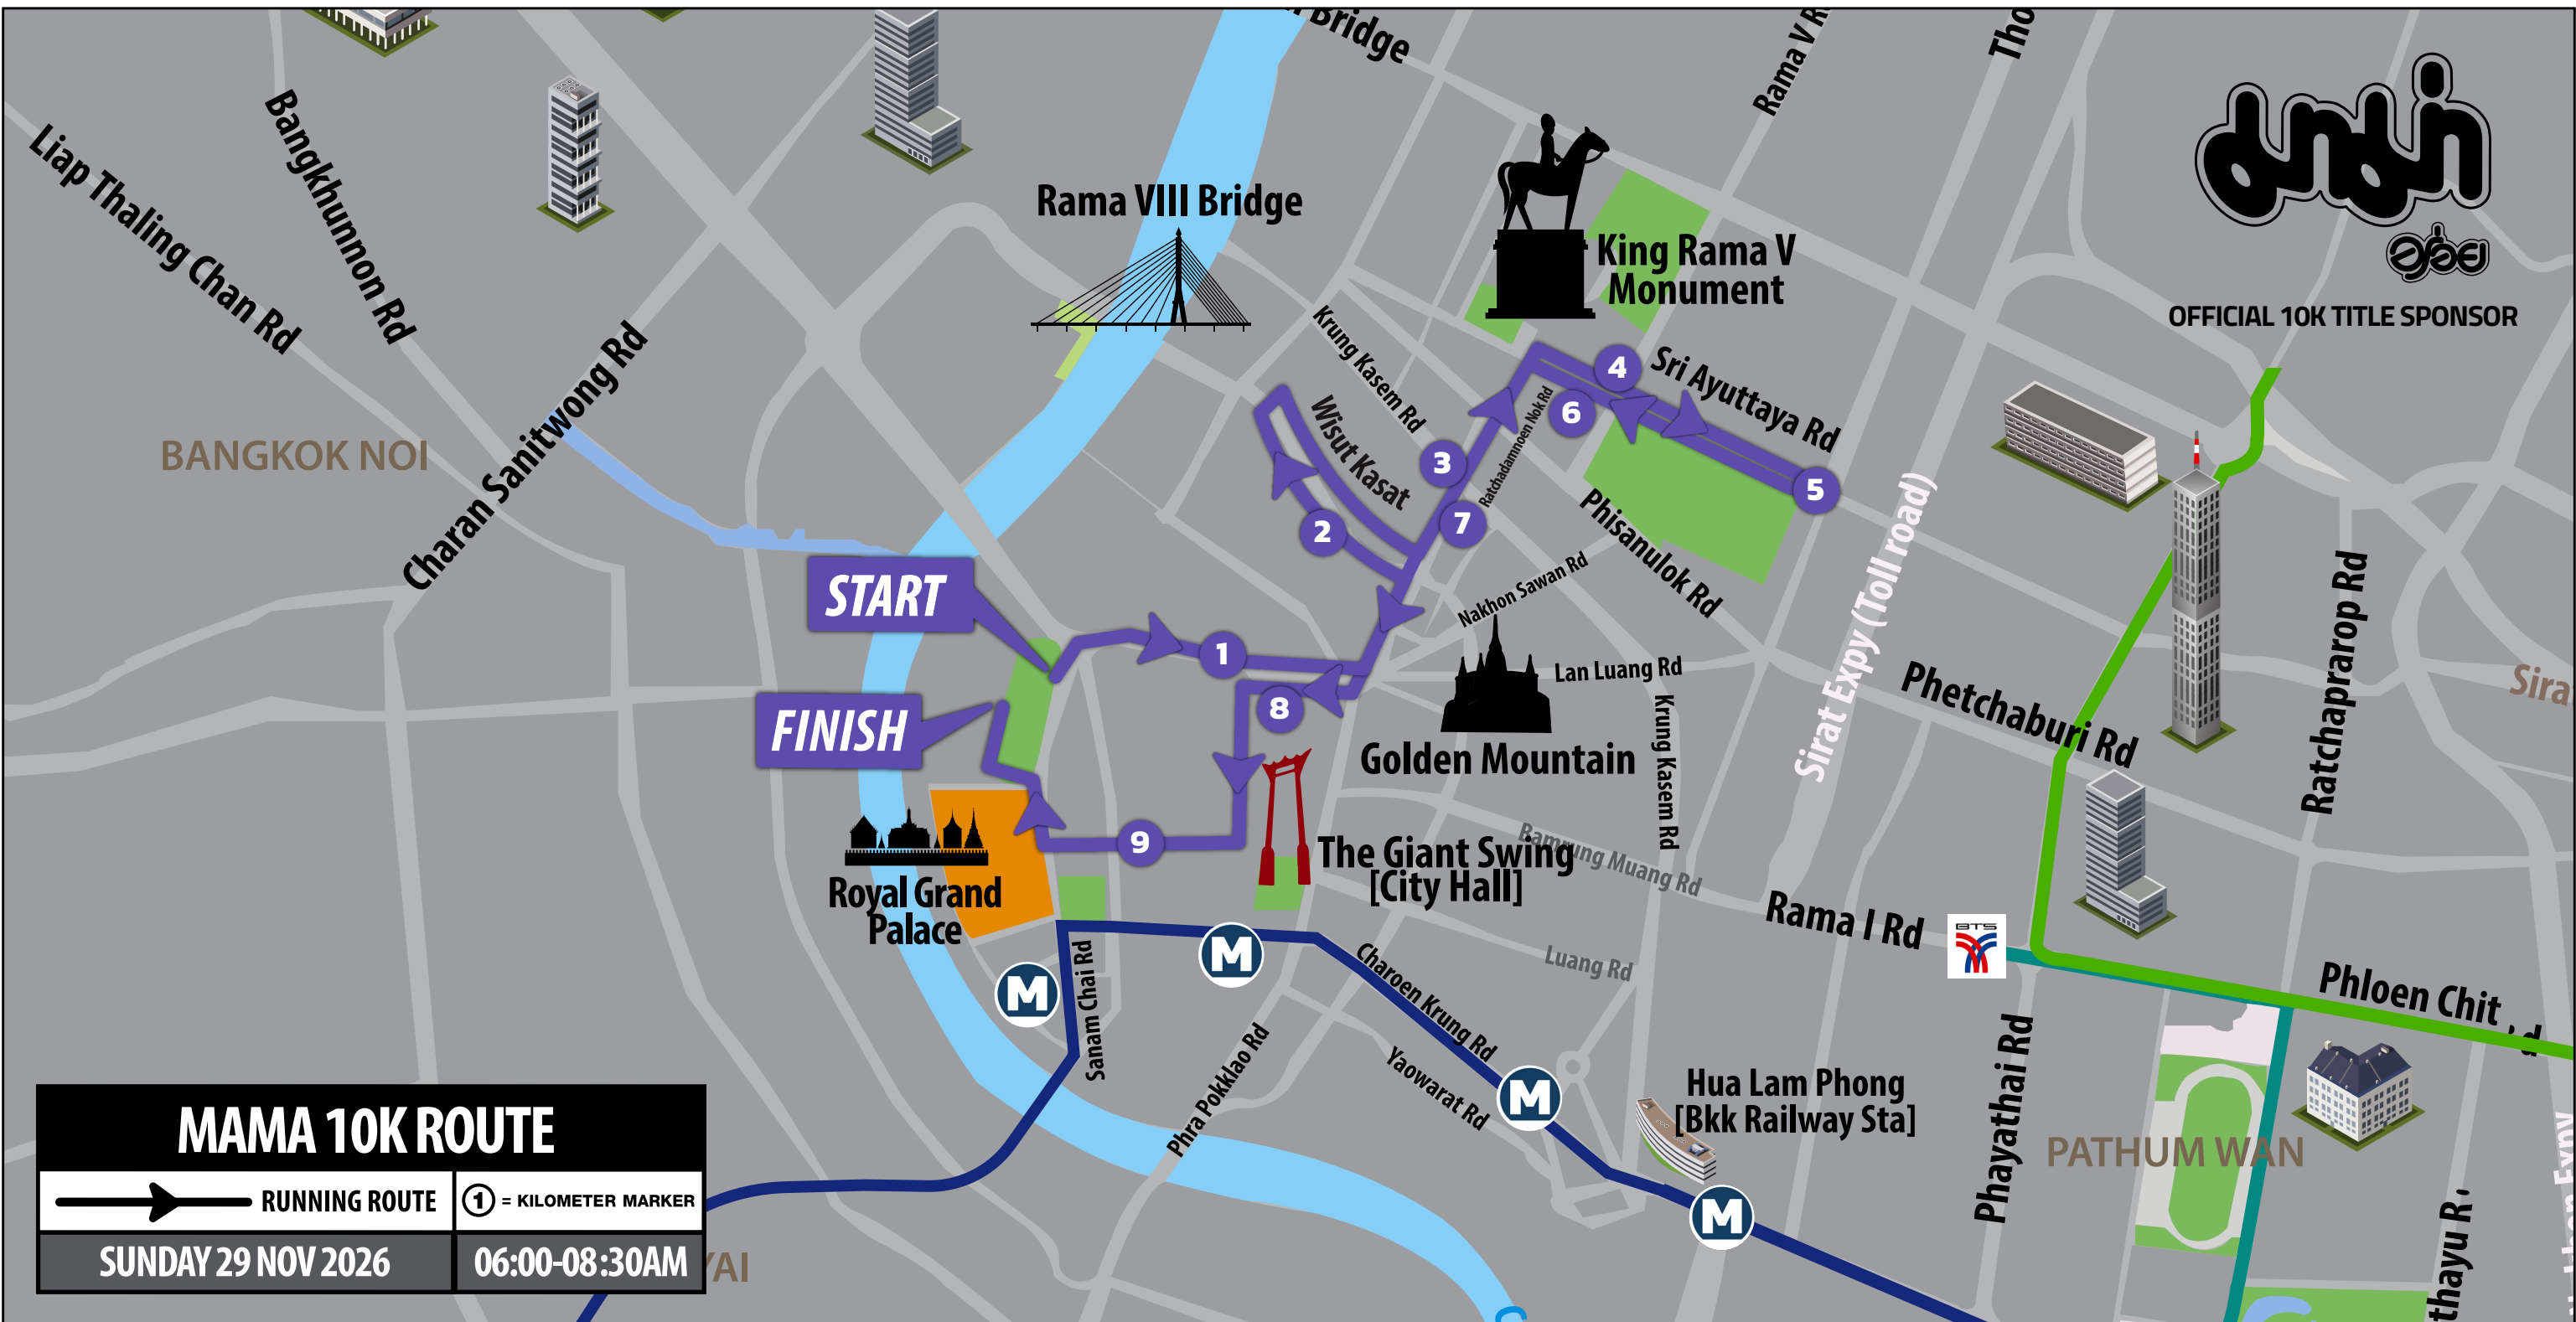 Bridge
Rama V R
Tho
Liap Thaling Chan Rd
Bangkhunnon Rd
Charan Sanitwong Rd
BANGKOK NOI
Rama VIII Bridge
King Rama V
Monument
OFFICIAL 10K TITLE SPONSOR
Krung Kasem Rd
Wisut Kasat
Ratchadamnoen Nok Rd
Sri Ayuttaya Rd
4
6
3
5
2
7
Phisanulok Rd
Nakhon Sawan Rd
Sirat Expy (Toll road)
Ratchaprarop Rd
START
1
Lan Luang Rd
Sira
FINISH
8
Krung Kasem Rd
Phetchaburi Rd
Golden Mountain
9
The Giant Swing
[City Hall]
Bamrung Muang Rd
Royal Grand
Palace
Rama I Rd
BTS
M
M
Luang Rd
Phloen Chit
Sanam Chai Rd
Charoen Krung Rd
Yaowarat Rd
Phra Pokklao Rd
M
Hua Lam Phong
[Bkk Railway Sta]
Phayathai Rd
PATHUM WAN
M
thayu R
MAMA 10K ROUTE
RUNNING ROUTE
1 = KILOMETER MARKER
SUNDAY 29 NOV 2026
06:00-08:30AM
YAI